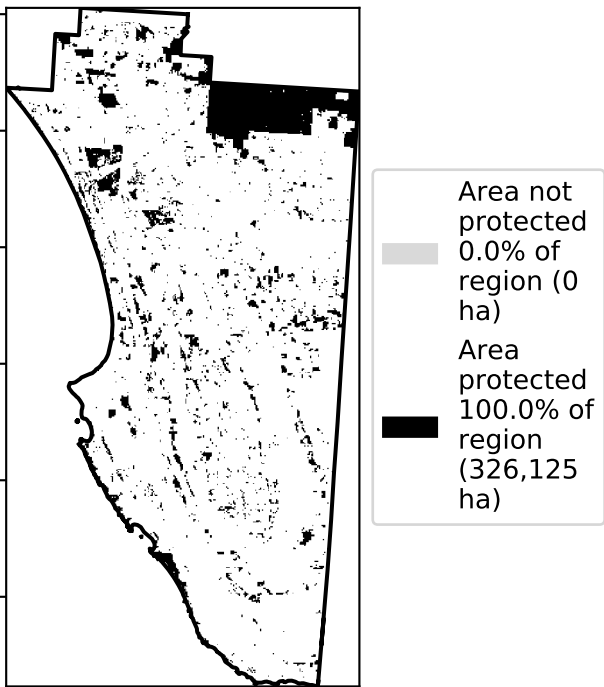 Area not
protected
0.0% of
region (0
ha)
Area
protected
100.0% of
region
(326,125
ha)